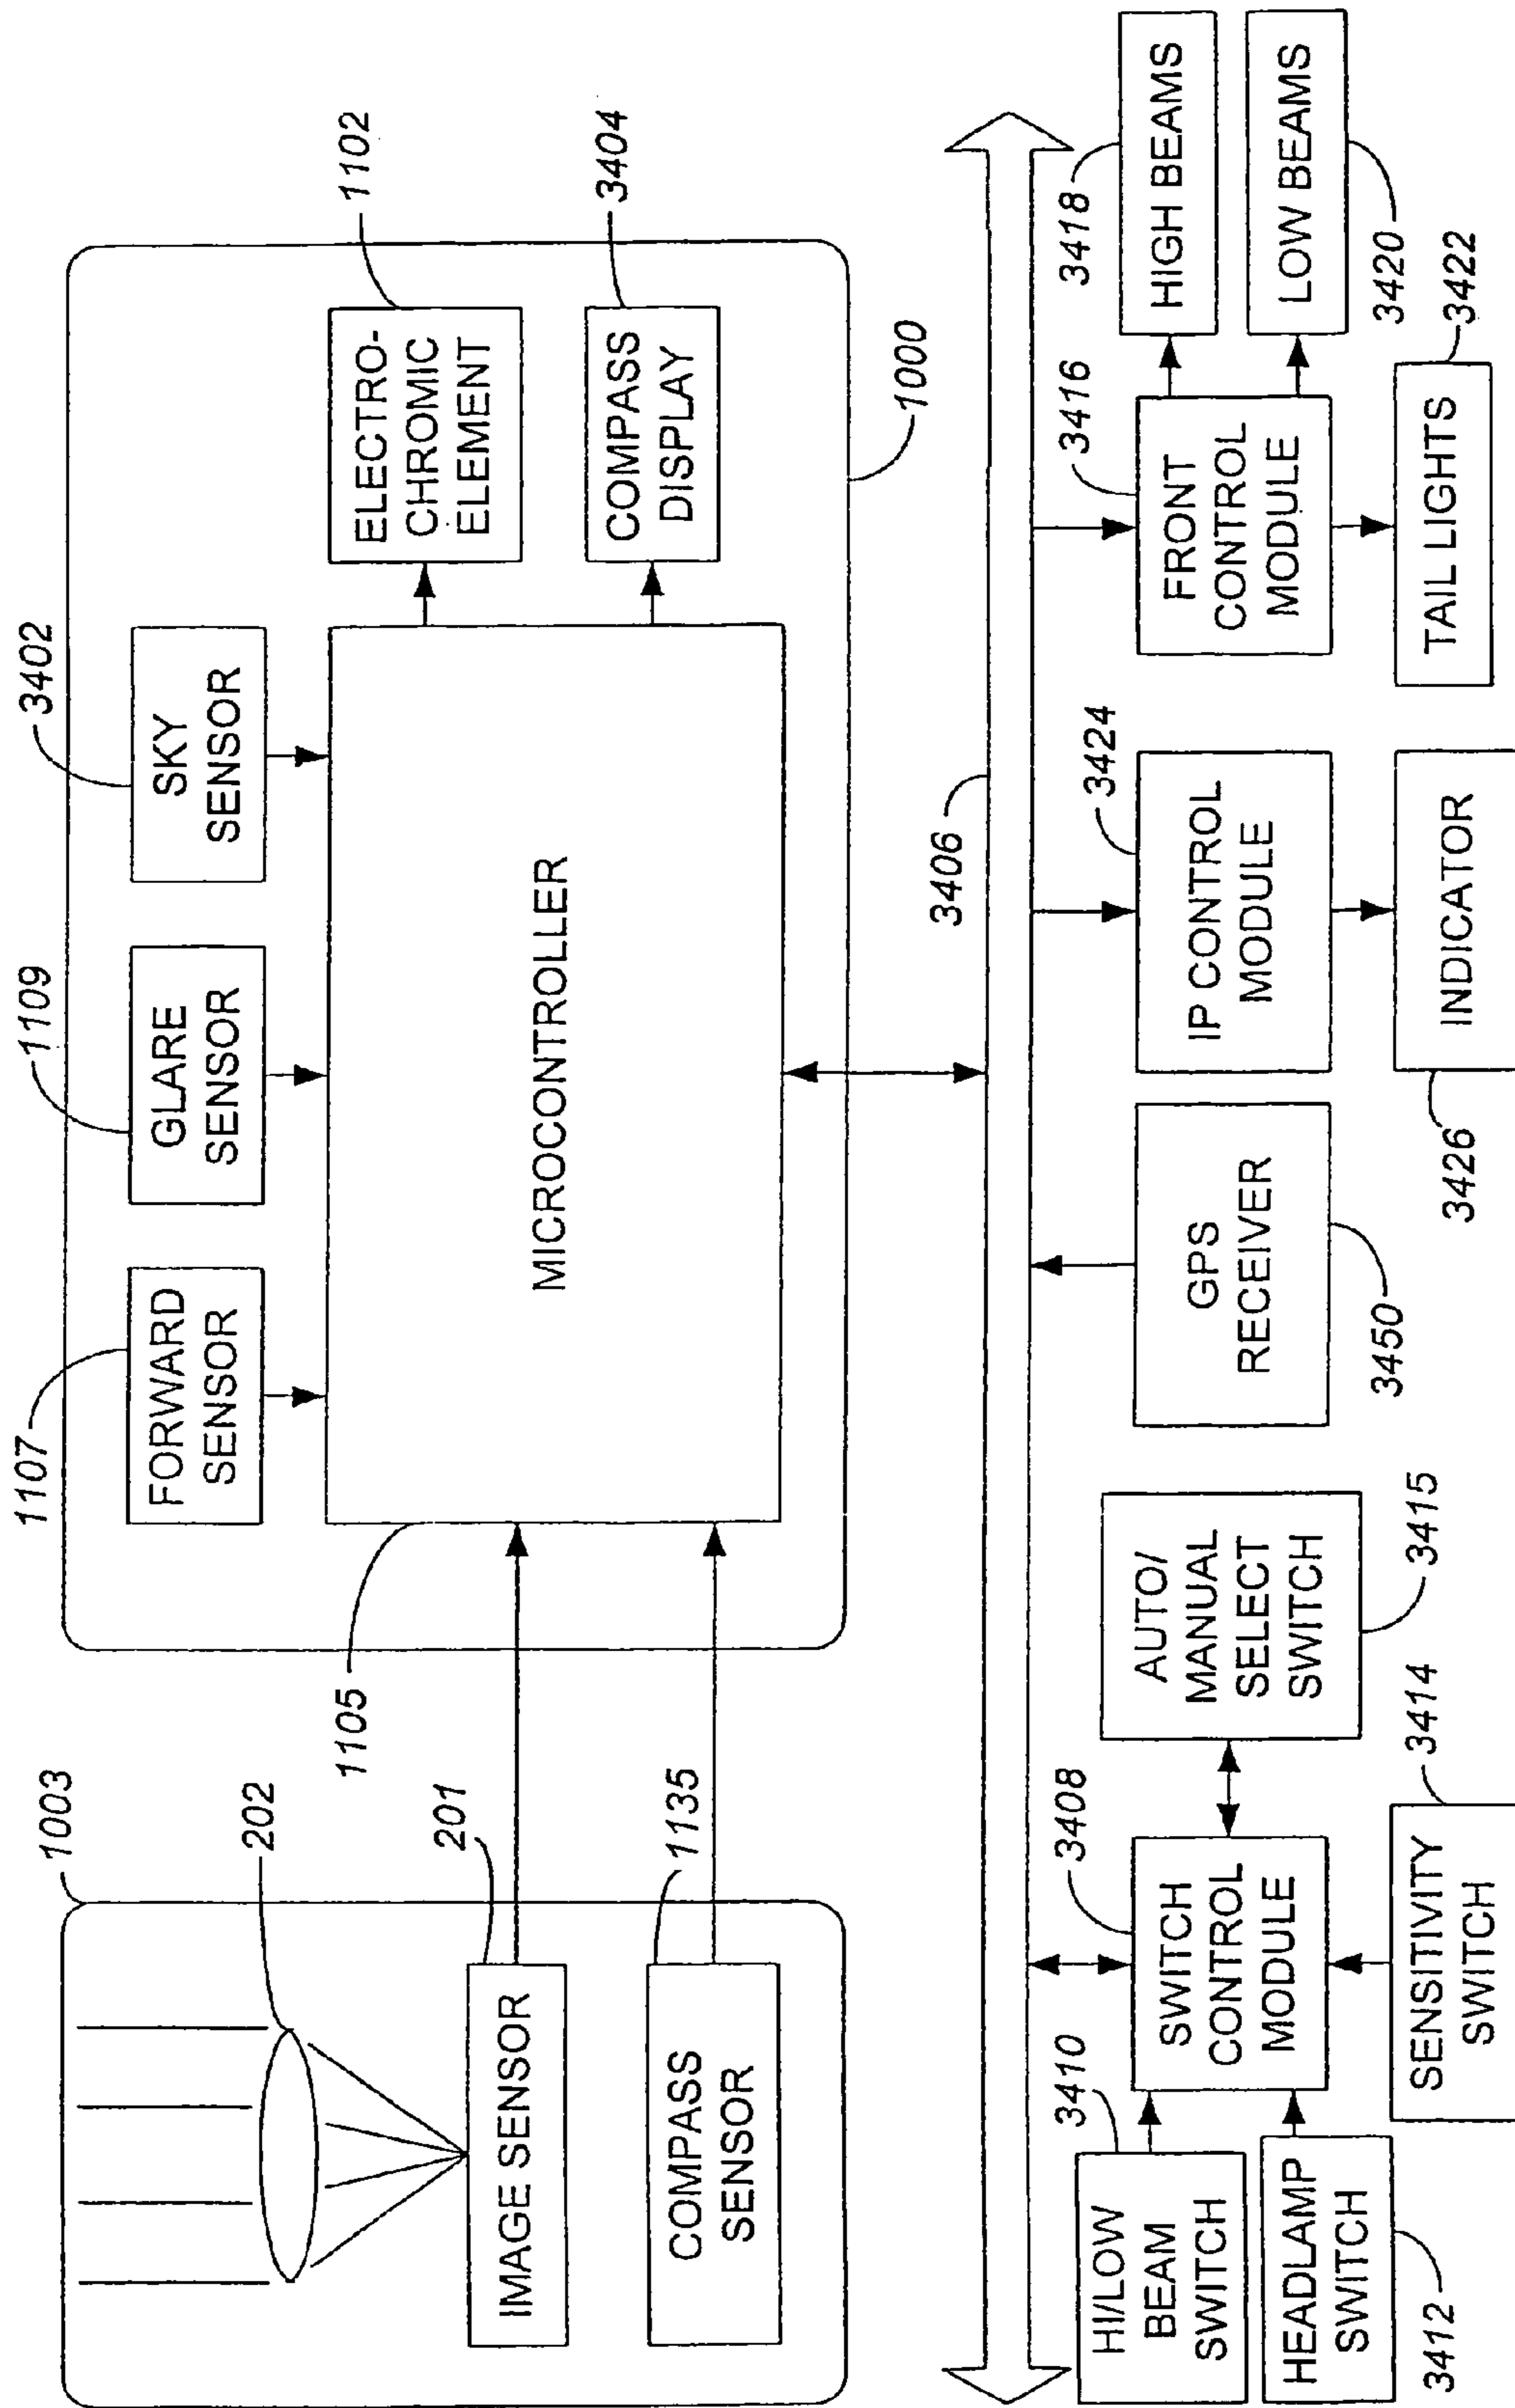 1003
202
201
IMAGE SENSOR
1135
COMPASS
SENSOR
1107
FORWARD
SENSOR
1109
GLARE
SENSOR
3402
SKY
SENSOR
1105
MICROCONTROLLER
ELECTRO-
CHROMIC
ELEMENT
1102
COMPASS
DISPLAY
3404
1000
3406
3410
HI/LOW
BEAM
SWITCH
HEADLAMP
SWITCH
3412
3408
SWITCH
CONTROL
MODULE
SENSITIVITY
SWITCH
3414
AUTO/
MANUAL
SELECT
SWITCH
3415
GPS
RECEIVER
3450
3424
IP CONTROL
MODULE
INDICATOR
3426
3416
FRONT
CONTROL
MODULE
3418
HIGH BEAMS
LOW BEAMS
3420
TAIL LIGHTS
3422